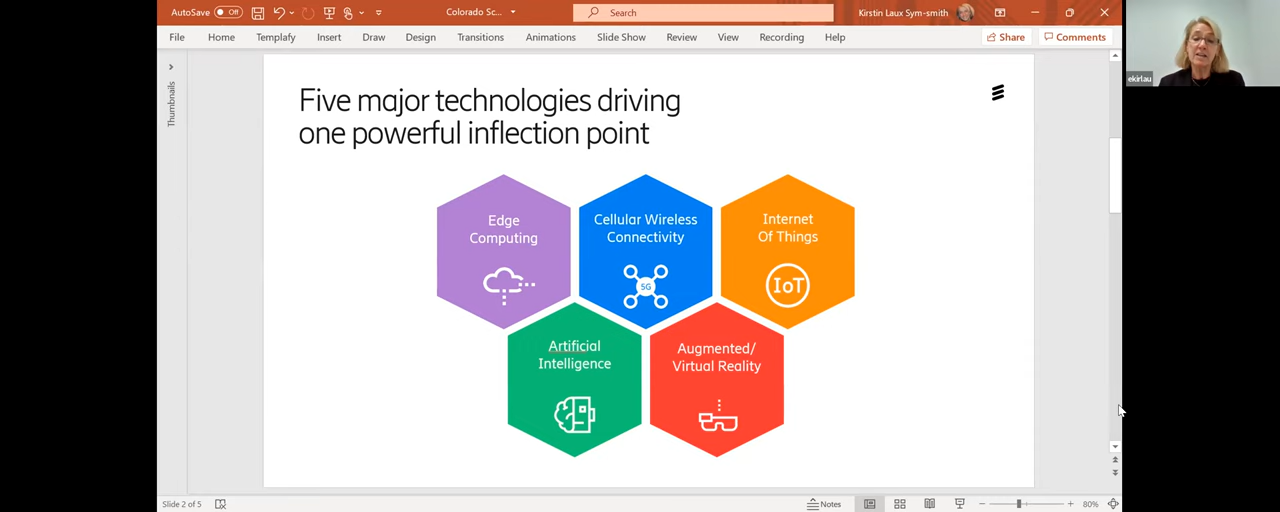 AutoSave Off
Colorado Sc...
Search
Kirstin Laux Sym-smith
File Home Templafy Insert Draw Design Transitions Animations Slide Show Review View Recording Help
Share Comments
Thumbnails
Five major technologies driving
one powerful inflection point
Edge
Computing
Cellular Wireless
Connectivity
5G
Internet
Of Things
IoT
Artificial
Intelligence
Augmented/
Virtual Reality
Slide 2 of 5
Notes
80%
ekirlau